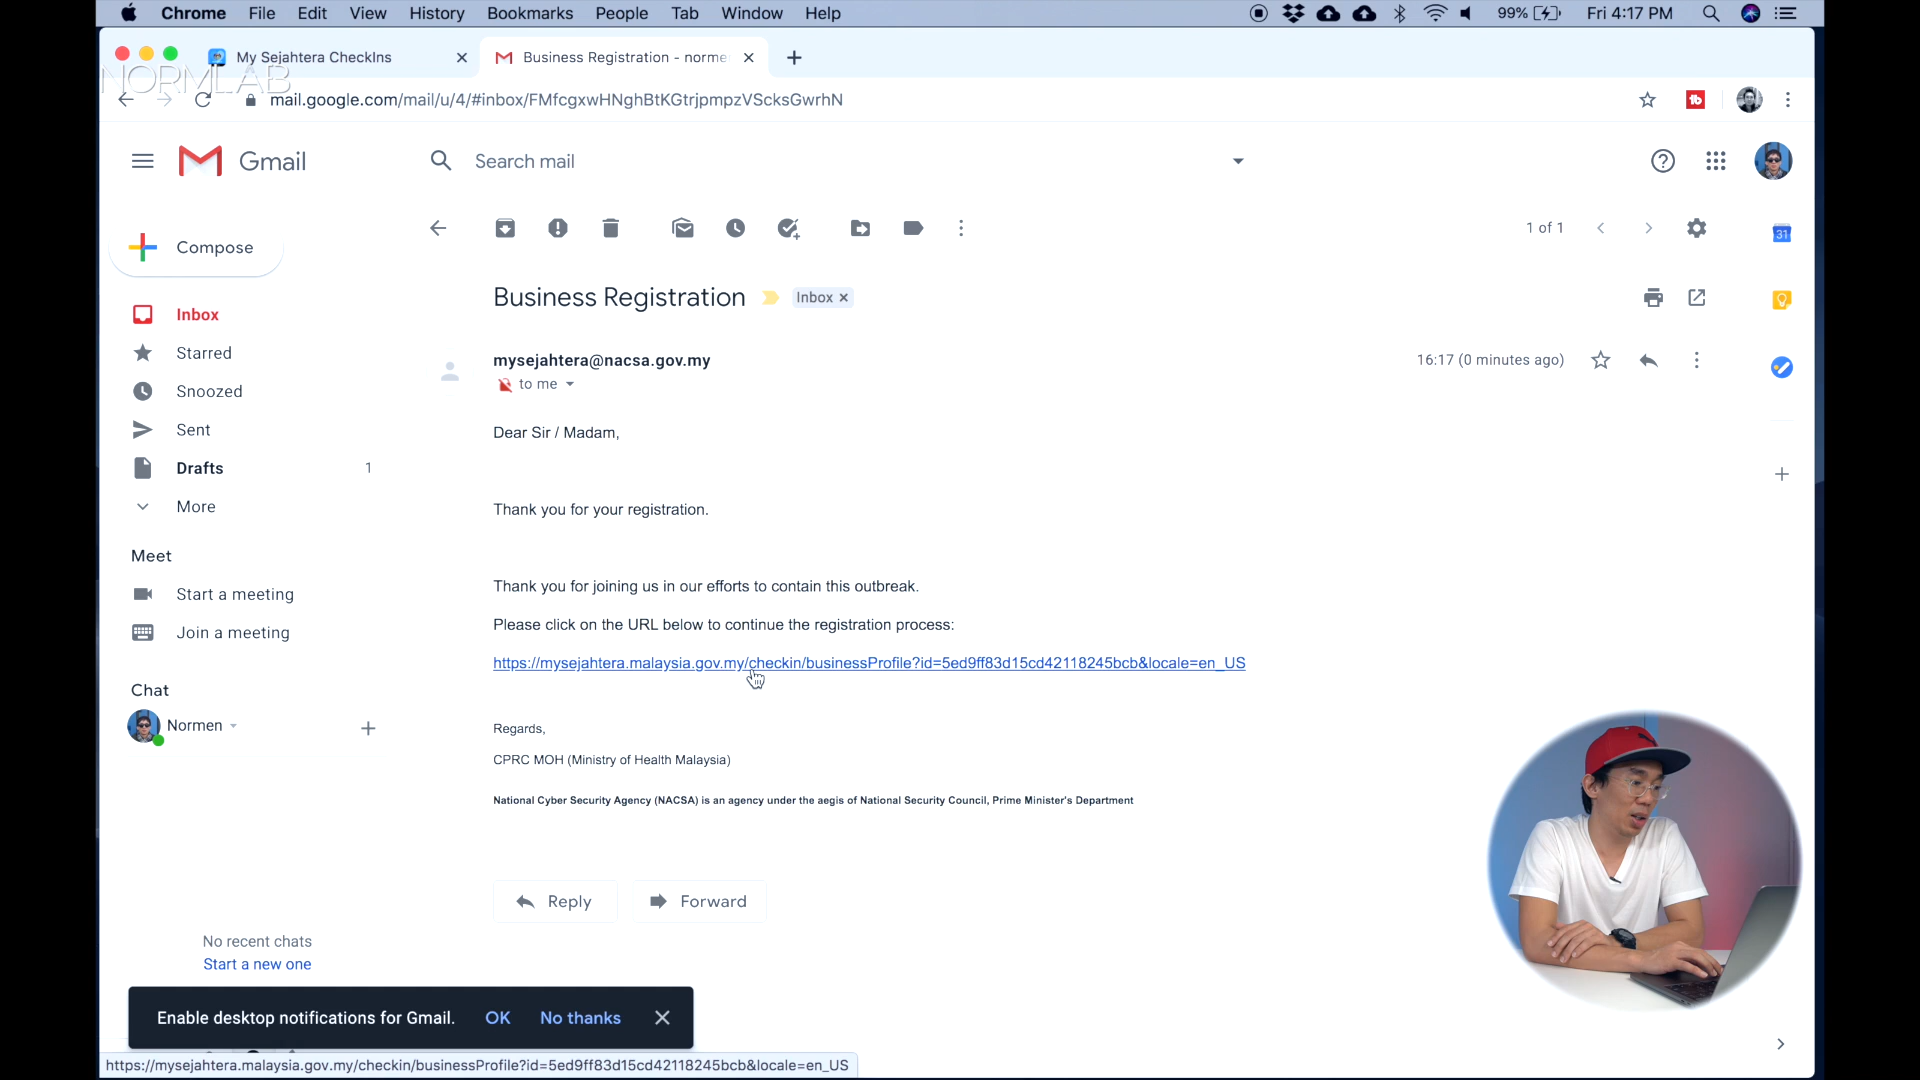 Chrome File Edit View History Bookmarks People Tab Window Help 99% Fri 4:17 PM
My Sejahtera CheckIns Business Registration - norme
NORMLAB
mail.google.com/mail/u/4/#inbox/FMfcgxwHNghBtKGtrjpmpzVScksGwrhN
Gmail Search mail
Compose 1 of 1 31
Business Registration Inbox
Inbox
Starred
Snoozed
Sent
Drafts 1
More
Meet
Start a meeting
Join a meeting
Chat
Normen
No recent chats
Start a new one
mysejahtera@nacsa.gov.my 16:17 (0 minutes ago)
to me
Dear Sir / Madam,
Thank you for your registration.
Thank you for joining us in our efforts to contain this outbreak.
Please click on the URL below to continue the registration process:
https://mysejahtera.malaysia.gov.my/checkin/businessProfile?id=5ed9ff83d15cd42118245bcb&locale=en_US
Regards,
CPRC MOH (Ministry of Health Malaysia)
National Cyber Security Agency (NACSA) is an agency under the aegis of National Security Council, Prime Minister's Department
Reply Forward
Enable desktop notifications for Gmail. OK No thanks
https://mysejahtera.malaysia.gov.my/checkin/businessProfile?id=5ed9ff83d15cd42118245bcb&locale=en_US